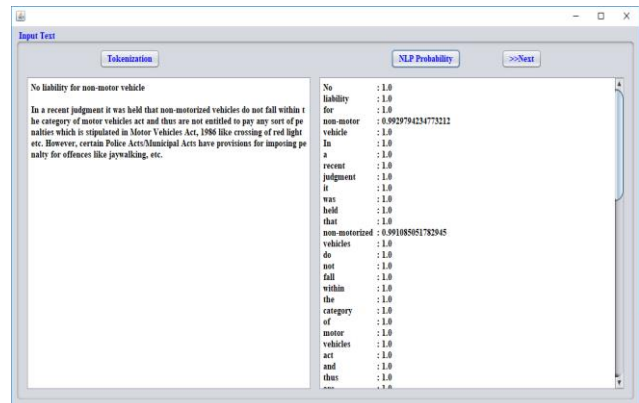 Input Text
Tokenization
NLP Probability
>>Next
No liability for non-motor vehicle
In a recent judgment it was held that non-motorized vehicles do not fall within t
he category of motor vehicles act and thus are not entitled to pay any sort of pe
nalties which is stipulated in Motor Vehicles Act, 1986 like crossing of red light
etc. However, certain Police Acts/Municipal Acts have provisions for imposing pe
nalty for offences like jaywalking, etc.
No : 1.0
liability : 1.0
for : 1.0
non-motor : 0.9929794234773212
vehicle : 1.0
In : 1.0
a : 1.0
recent : 1.0
judgment : 1.0
it : 1.0
was : 1.0
held : 1.0
that : 1.0
non-motorized : 0.991085051782945
vehicles : 1.0
do : 1.0
not : 1.0
fall : 1.0
within : 1.0
the : 1.0
category : 1.0
of : 1.0
motor : 1.0
vehicles : 1.0
act : 1.0
and : 1.0
thus : 1.0